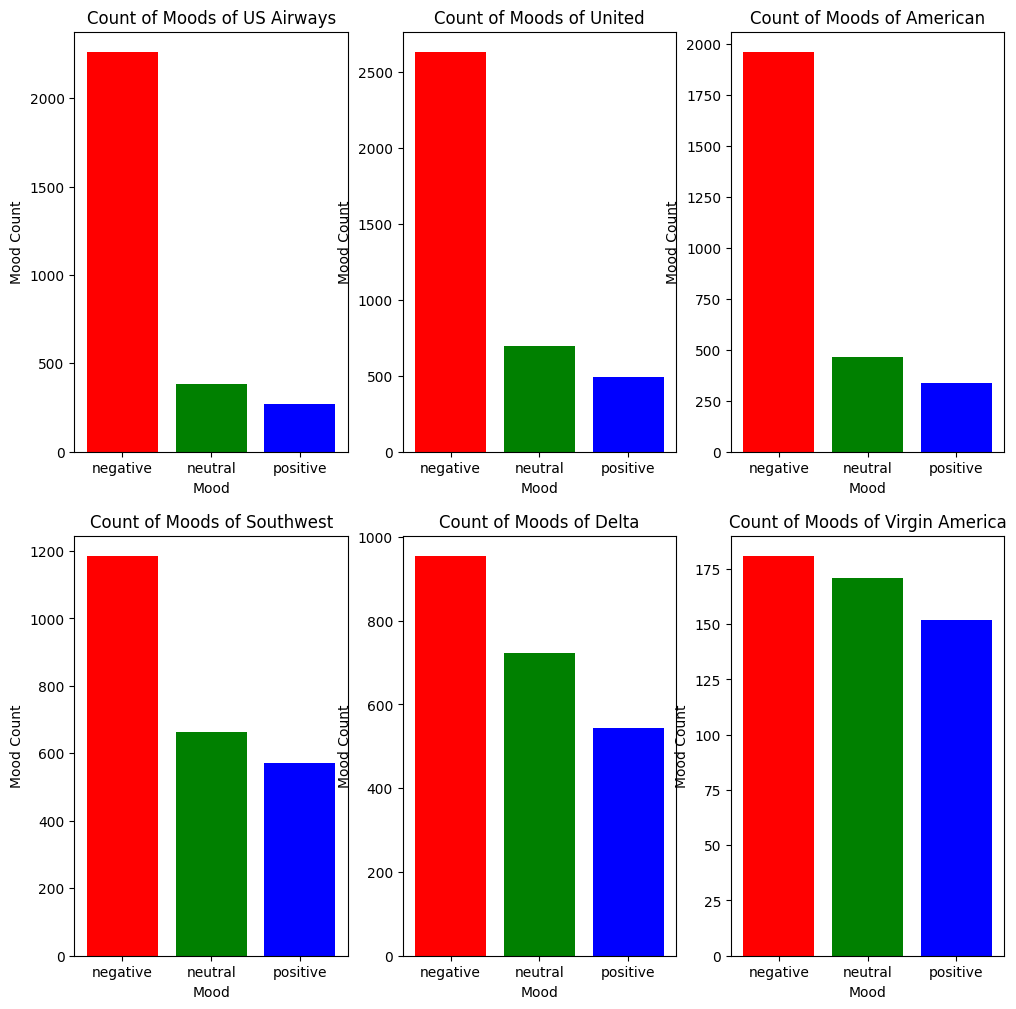 Count of Moods of US Airways
Mood Count
2000
1500
1000
500
0
negative neutral positive
Mood
Count of Moods of United
Mood Count
2500
2000
1500
1000
500
0
negative neutral positive
Mood
Count of Moods of American
Mood Count
2000
1750
1500
1250
1000
750
500
250
0
negative neutral positive
Mood
Count of Moods of Southwest
Mood Count
1200
1000
800
600
400
200
0
negative neutral positive
Mood
Count of Moods of Delta
Mood Count
1000
800
600
400
200
0
negative neutral positive
Mood
Count of Moods of Virgin America
Mood Count
175
150
125
100
75
50
25
0
negative neutral positive
Mood